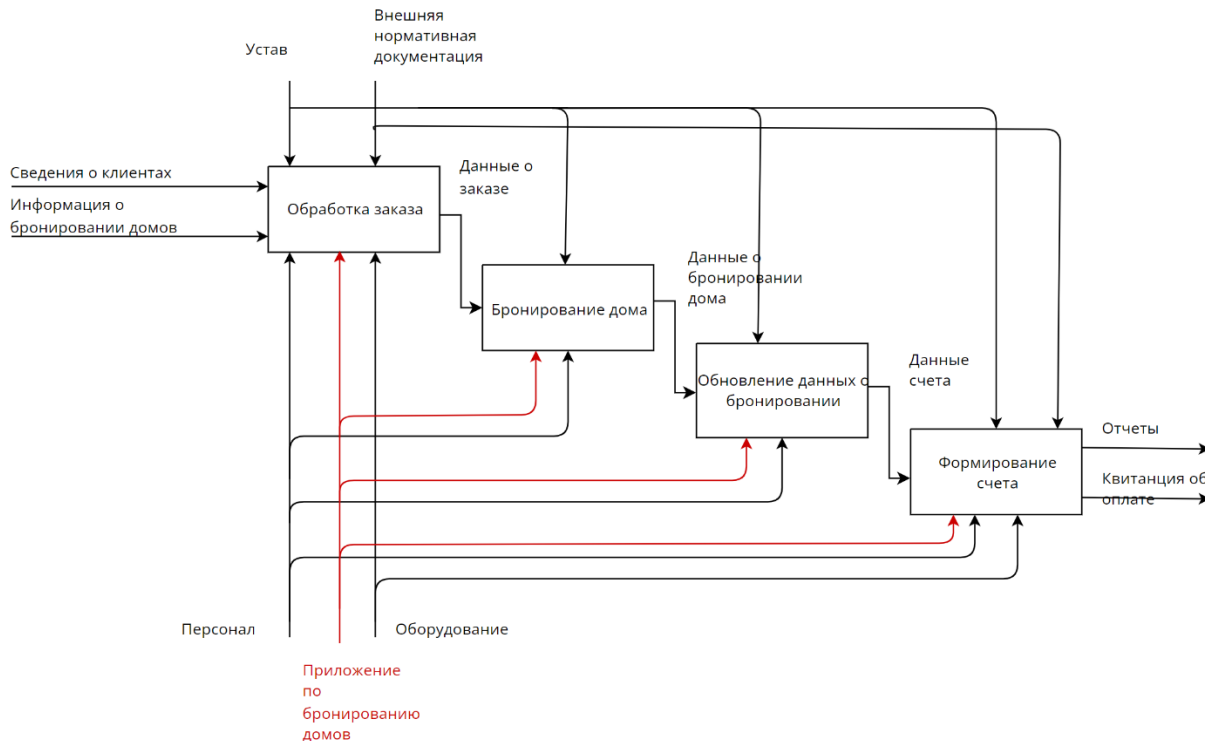 Внешняя
нормативная
документация
Устав
Сведения о клиентах
Информация о
бронировании домов
Обработка заказа
Данные о
заказе
Бронирование дома
Данные о
бронировании
дома
Обновление данных о
бронировании
Данные
счета
Формирование
счета
Отчеты
Квитанция об
оплате
Персонал
Оборудование
Приложение
по
бронированию
домов